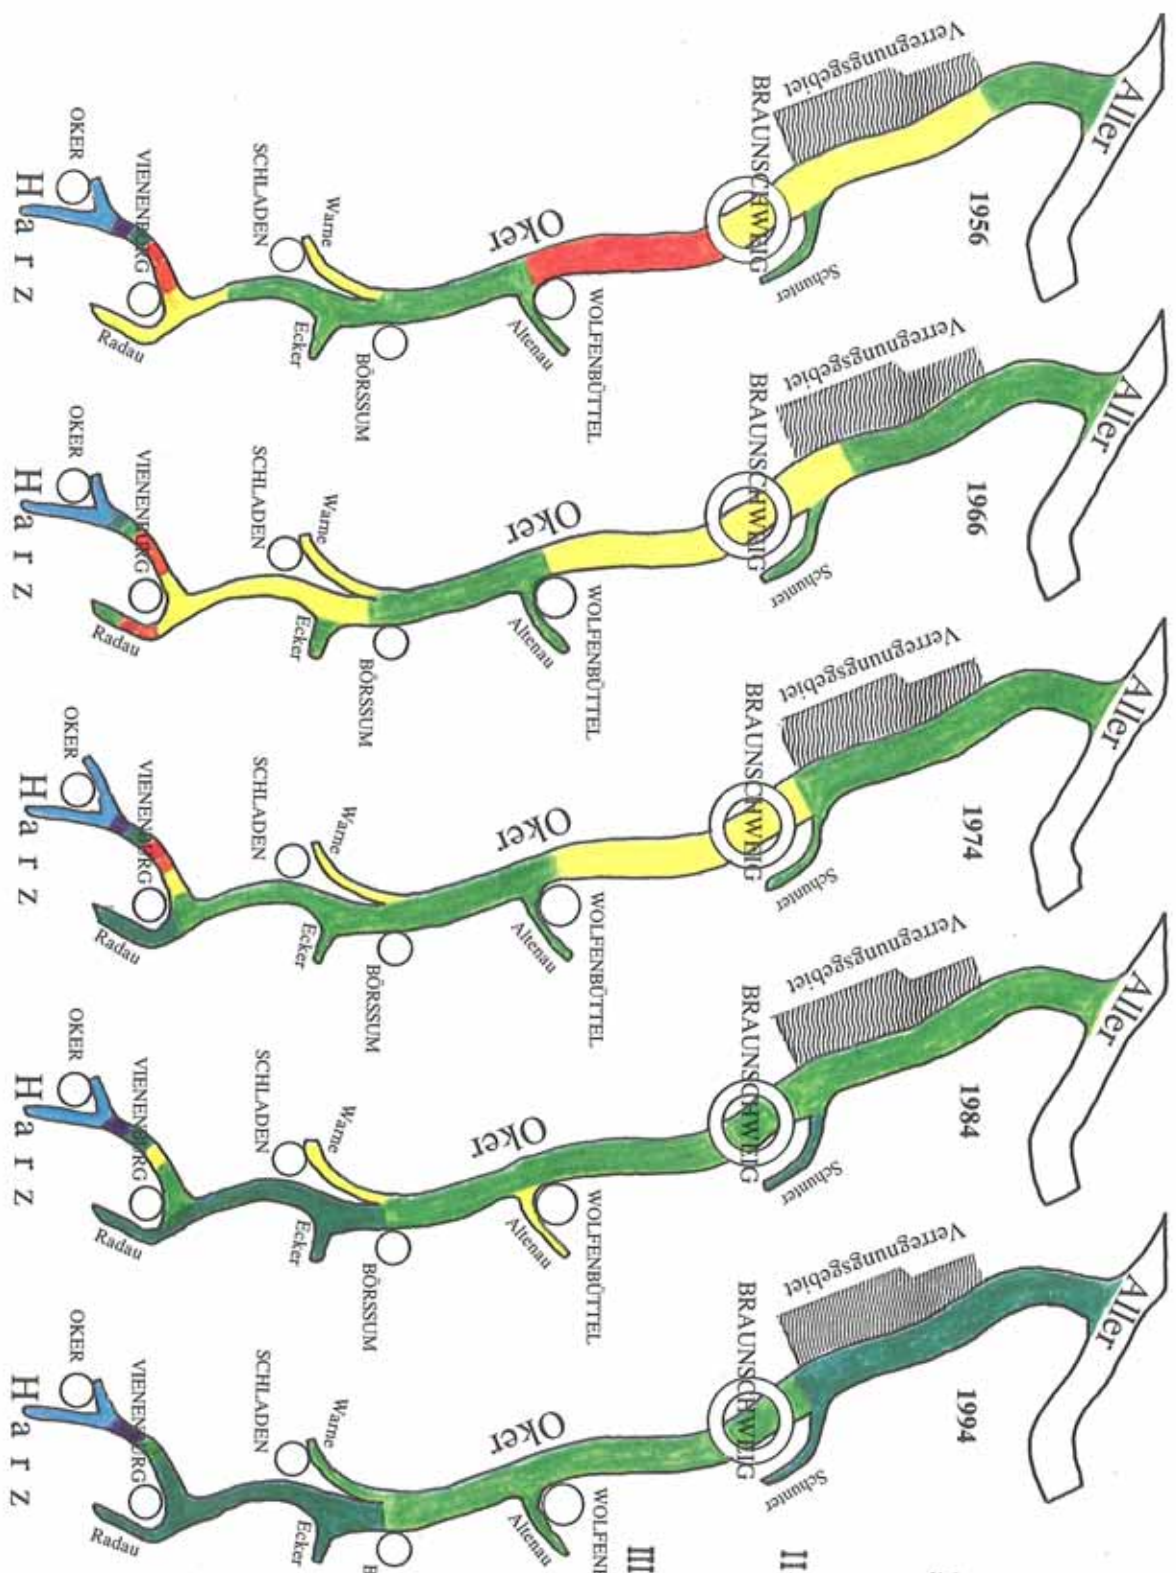 1956
Aller
Verregnungsgebiet
BRAUNSCHWEIG
Schunter
Oker
WOLFENBÜTTEL
Altenau
BÖRSSUM
Warne
SCHLADEN
Ecker
VIENENBURG
OKER
Radau
Harz
1966
Aller
Verregnungsgebiet
BRAUNSCHWEIG
Schunter
Oker
WOLFENBÜTTEL
Altenau
BÖRSSUM
Warne
SCHLADEN
Ecker
VIENENBURG
OKER
Radau
Harz
1974
Aller
Verregnungsgebiet
BRAUNSCHWEIG
Schunter
Oker
WOLFENBÜTTEL
Altenau
BÖRSSUM
Warne
SCHLADEN
Ecker
VIENENBURG
OKER
Radau
Harz
1984
Aller
Verregnungsgebiet
BRAUNSCHWEIG
Schunter
Oker
WOLFENBÜTTEL
Altenau
BÖRSSUM
Warne
SCHLADEN
Ecker
VIENENBURG
OKER
Radau
Harz
1994
Aller
Verregnungsgebiet
BRAUNSCHWEIG
Schunter
Oker
WOLFEN
Altenau
B
Warne
SCHLADEN
Ecker
VIENENBURG
OKER
Radau
Harz
II
III